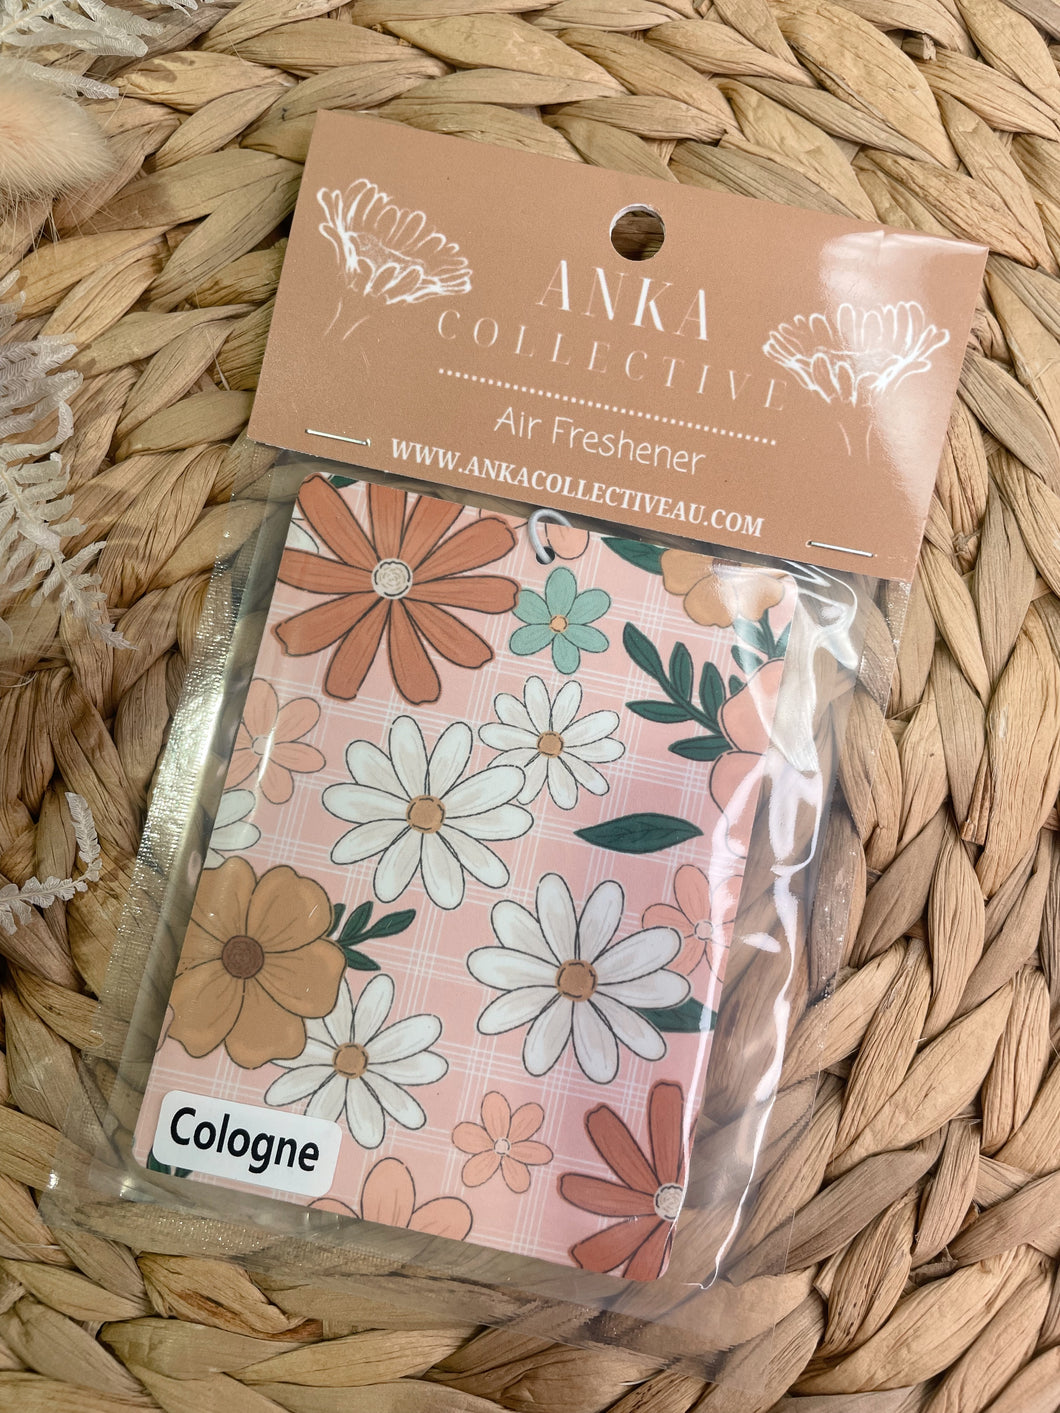 ANKA
COLLECTIVE
Air Freshener
WWW.ANKACOLLECTIVEAU.COM
Cologne